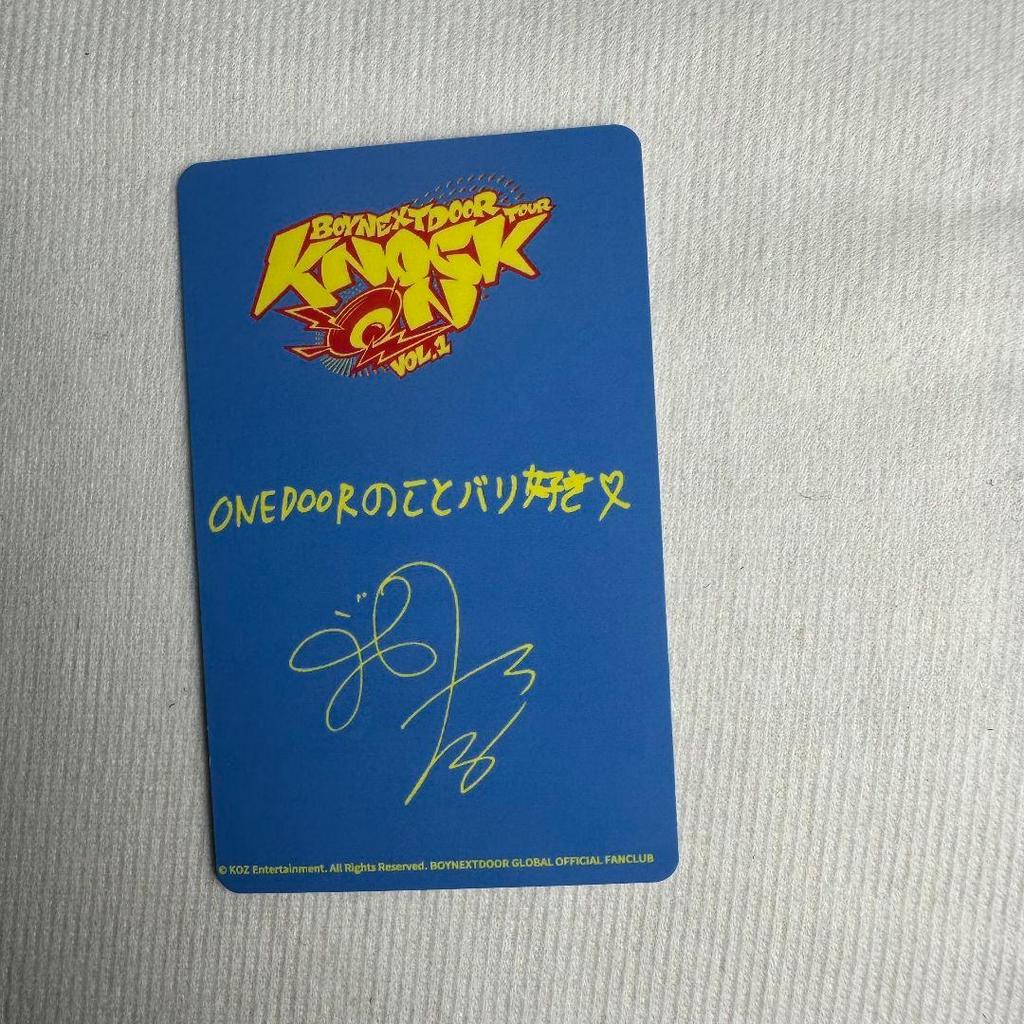 BOYNEXTDOOR TOUR
KNOCK
ON
VOL.1
ONEDOORのことバリ好き♡
© KOZ Entertainment. All Rights Reserved. BOYNEXTDOOR GLOBAL OFFICIAL FANCLUB